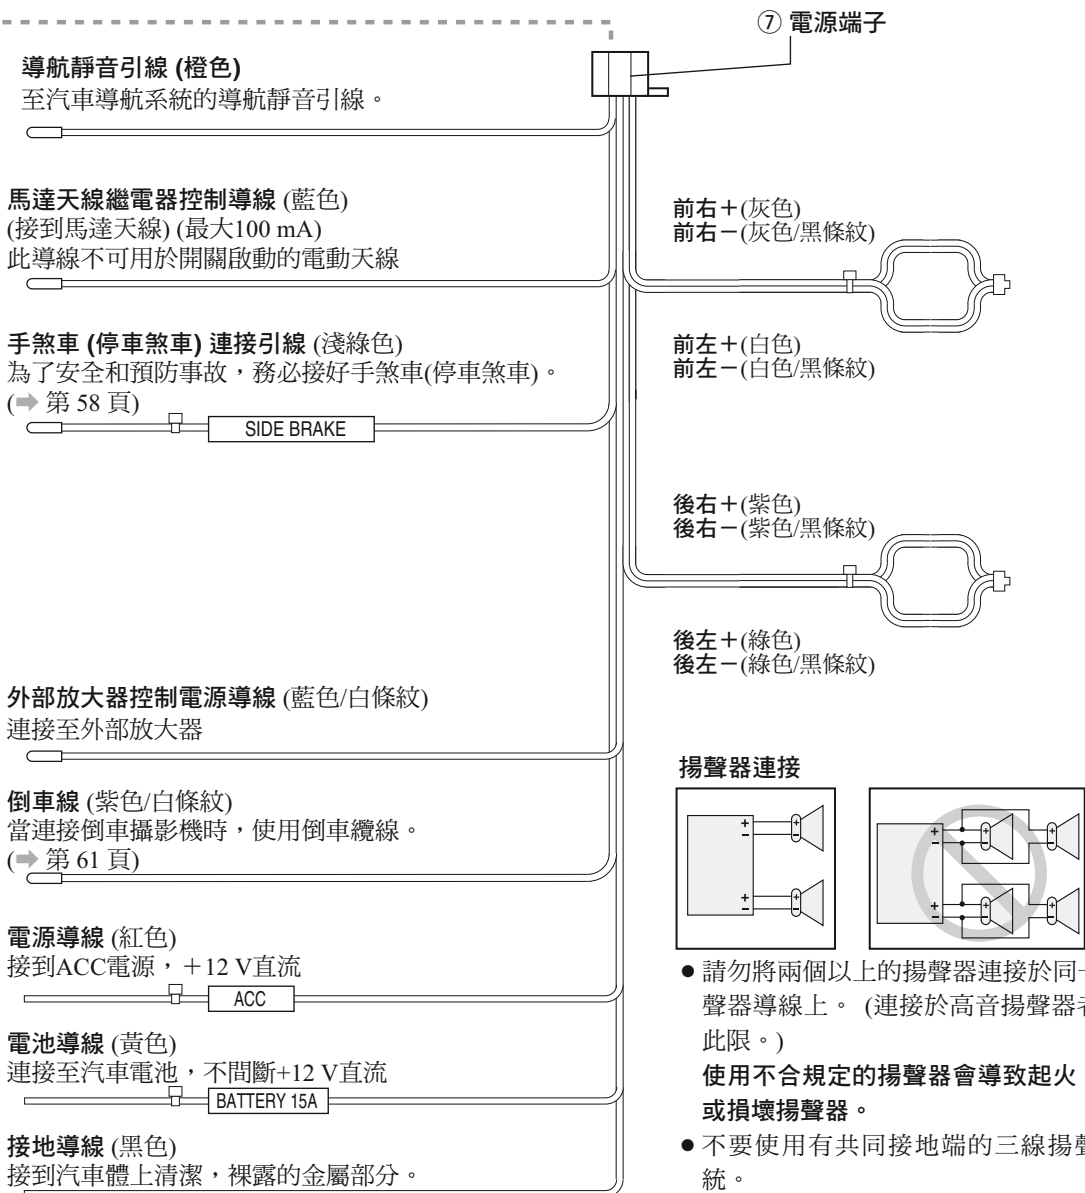 ⑦ 電源端子
導航靜音引線 (橙色)
至汽車導航系統的導航靜音引線。
馬達天線繼電器控制導線 (藍色)
(接到馬達天線) (最大100 mA)
此導線不可用於開關啟動的電動天線
手煞車 (停車煞車) 連接引線 (淺綠色)
為了安全和預防事故，務必接好手煞車(停車煞車)。
(➡ 第 58 頁)
SIDE BRAKE
外部放大器控制電源導線 (藍色/白條紋)
連接至外部放大器
倒車線 (紫色/白條紋)
當連接倒車攝影機時，使用倒車纜線。
(➡ 第 61 頁)
電源導線 (紅色)
接到ACC電源，＋12 V直流
ACC
電池導線 (黃色)
連接至汽車電池，不間斷+12 V直流
BATTERY 15A
接地導線 (黑色)
接到汽車體上清潔，裸露的金屬部分。
前右＋(灰色)
前右－(灰色/黑條紋)
前左＋(白色)
前左－(白色/黑條紋)
後右＋(紫色)
後右－(紫色/黑條紋)
後左＋(綠色)
後左－(綠色/黑條紋)
揚聲器連接
+ +
- -
+ +
- -
+ + +
- - -
+ + +
- - -
● 請勿將兩個以上的揚聲器連接於同
聲器導線上。 (連接於高音揚聲器
此限。)
使用不合規定的揚聲器會導致起火
或損壞揚聲器。
● 不要使用有共同接地端的三線揚
統。